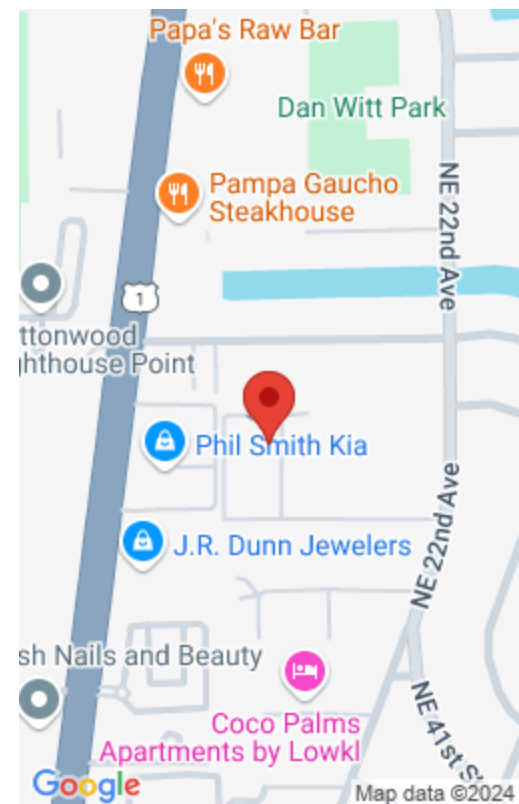 Papa's Raw Bar
Dan Witt Park
Pampa Gaucho
Steakhouse
NE 22nd Ave
1
ttonwood
ghthouse Point
Phil Smith Kia
J.R. Dunn Jewelers
NE 22nd Ave
sh Nails and Beauty
Coco Palms
Apartments by Lowkl
NE 41st S
Google
Map data ©2024